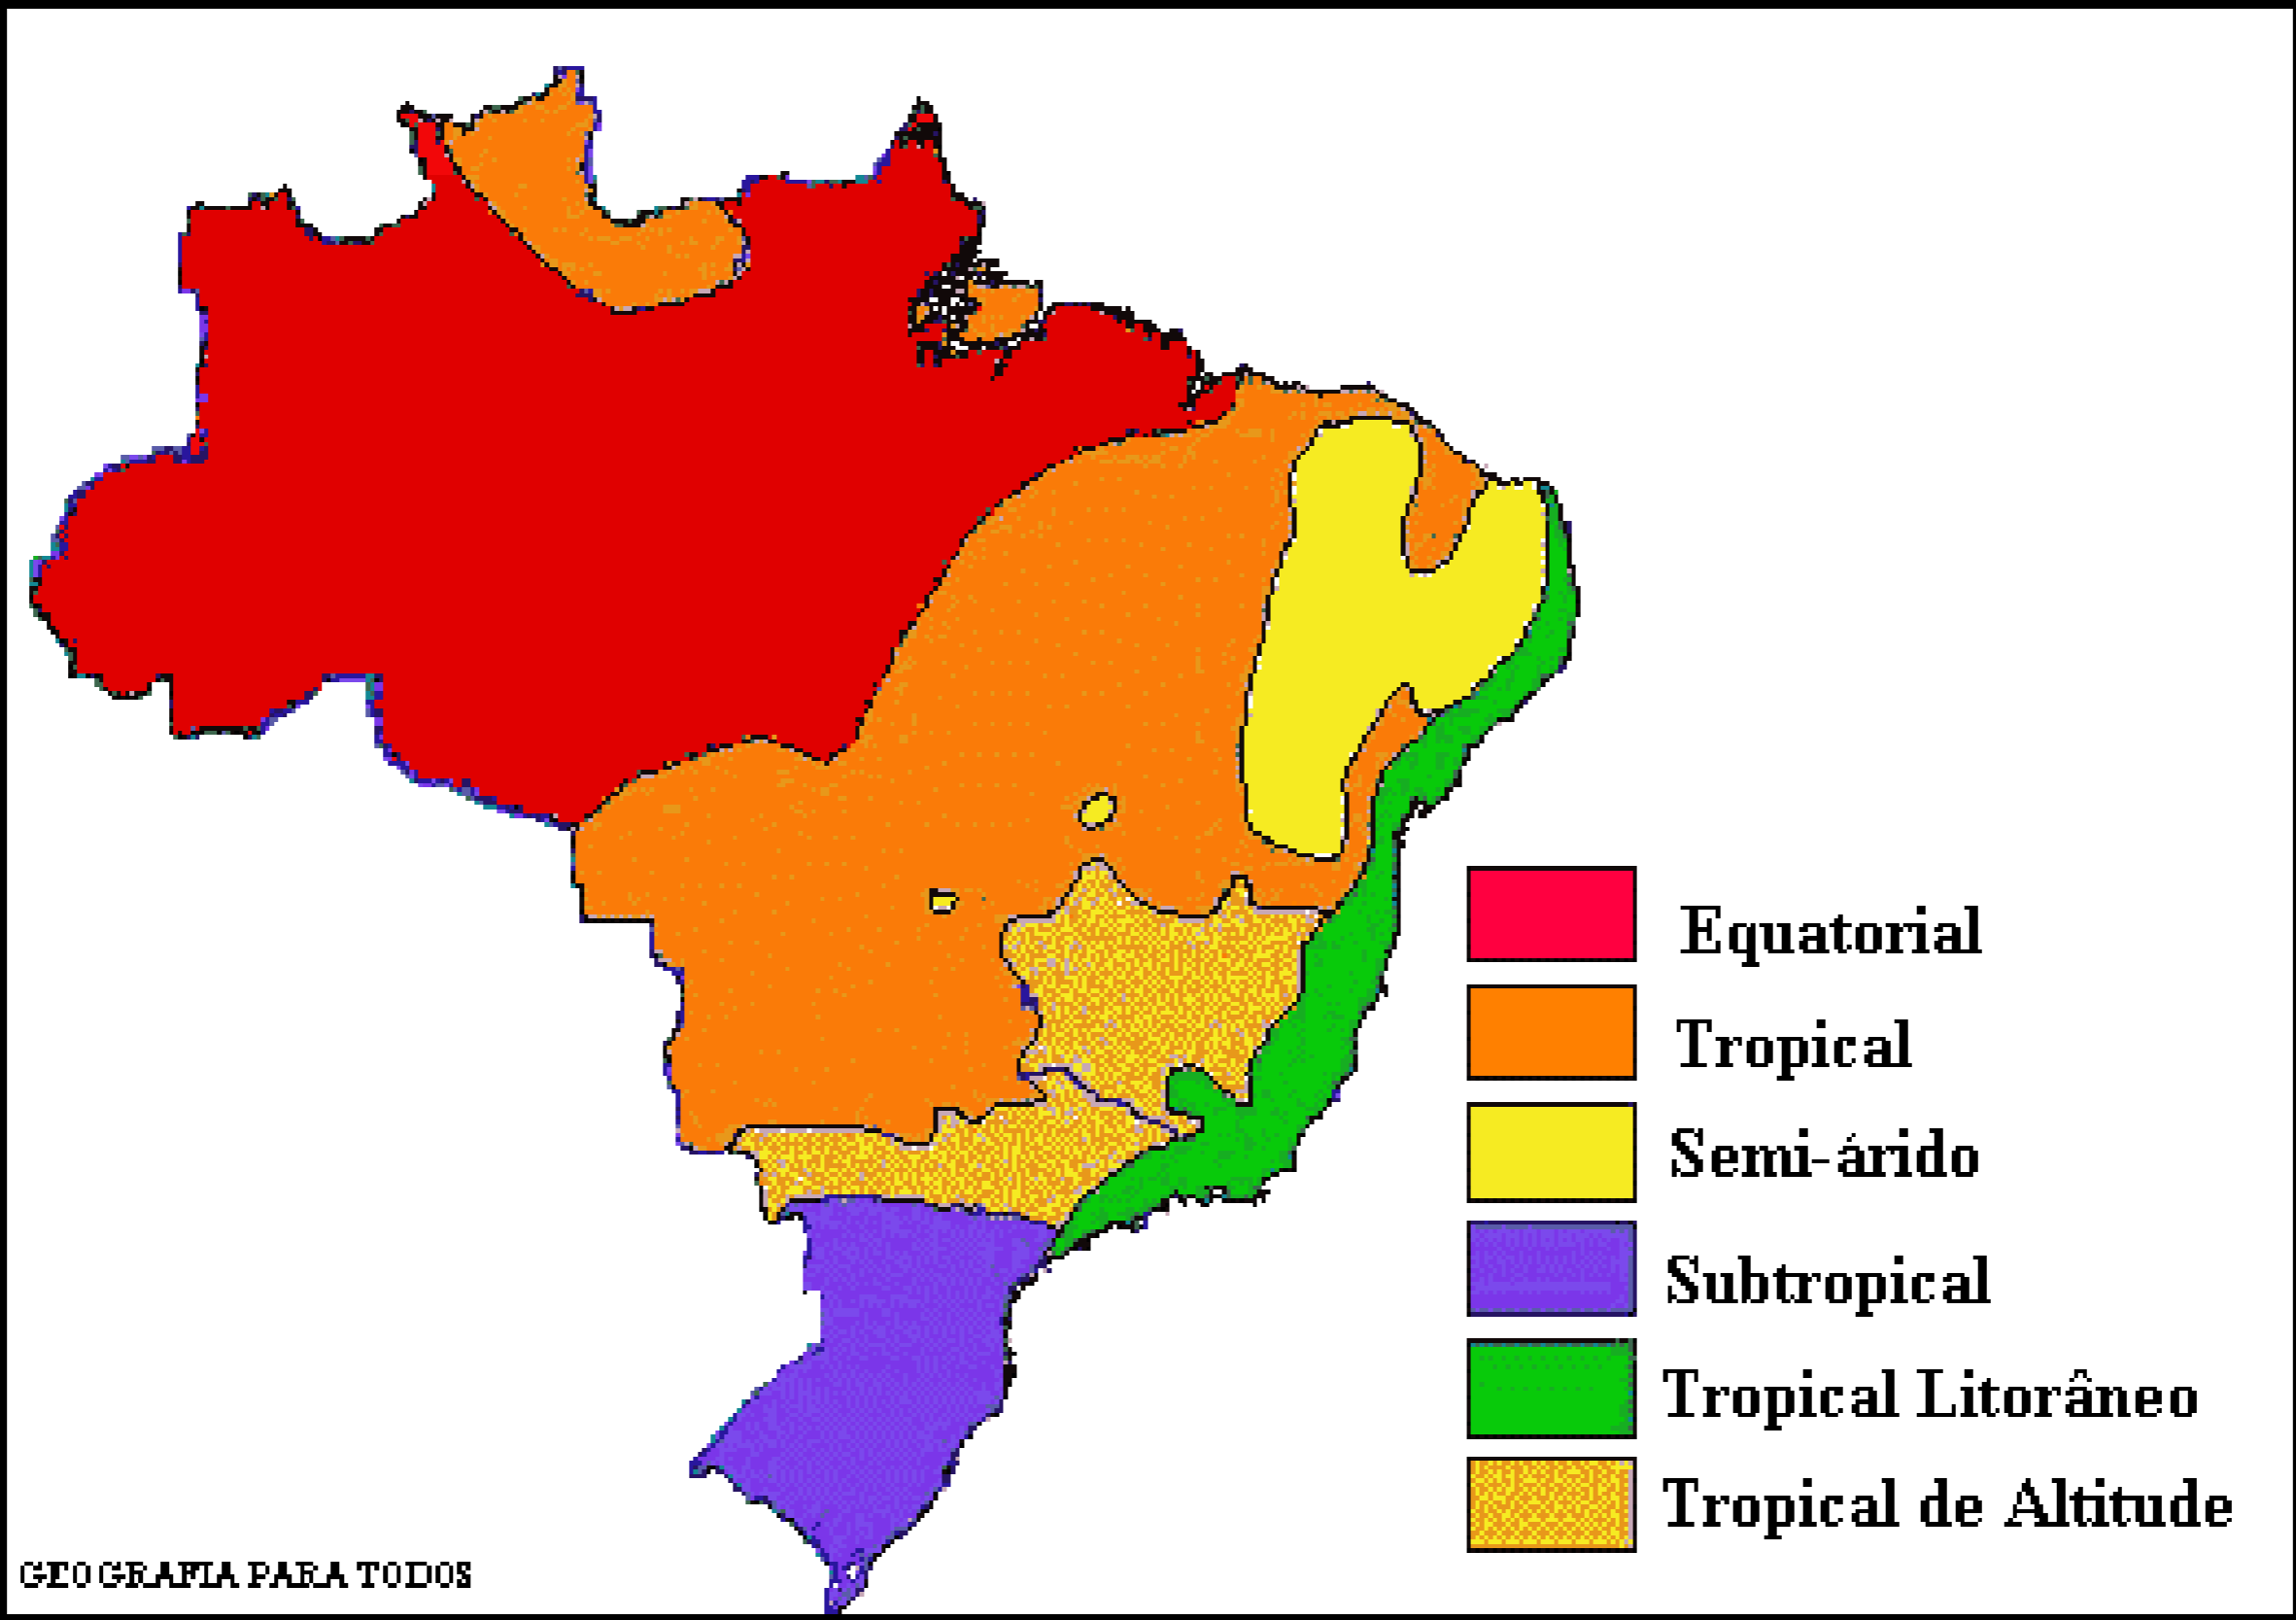 Equatorial
Tropical
Semi-árido
Subtropical
Tropical Litorâneo
Tropical de Altitude
GEOGRAFIA PARA TODOS